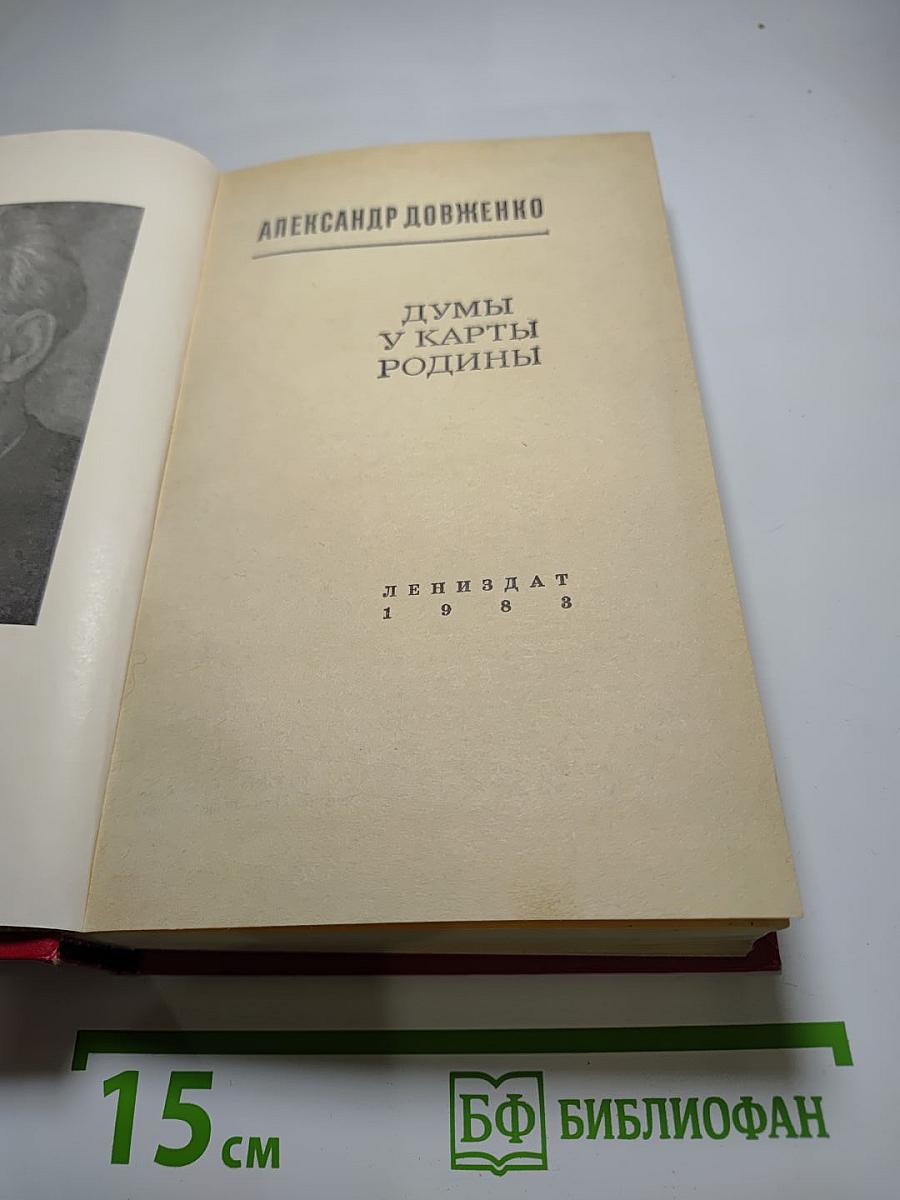 АЛЕКСАНДР ДОВЖЕНКО
ДУМЫ
У КАРТЫ
РОДИНЫ
ЛЕНИЗДАТ
1983
15 см
БФ БИБЛИОФАН